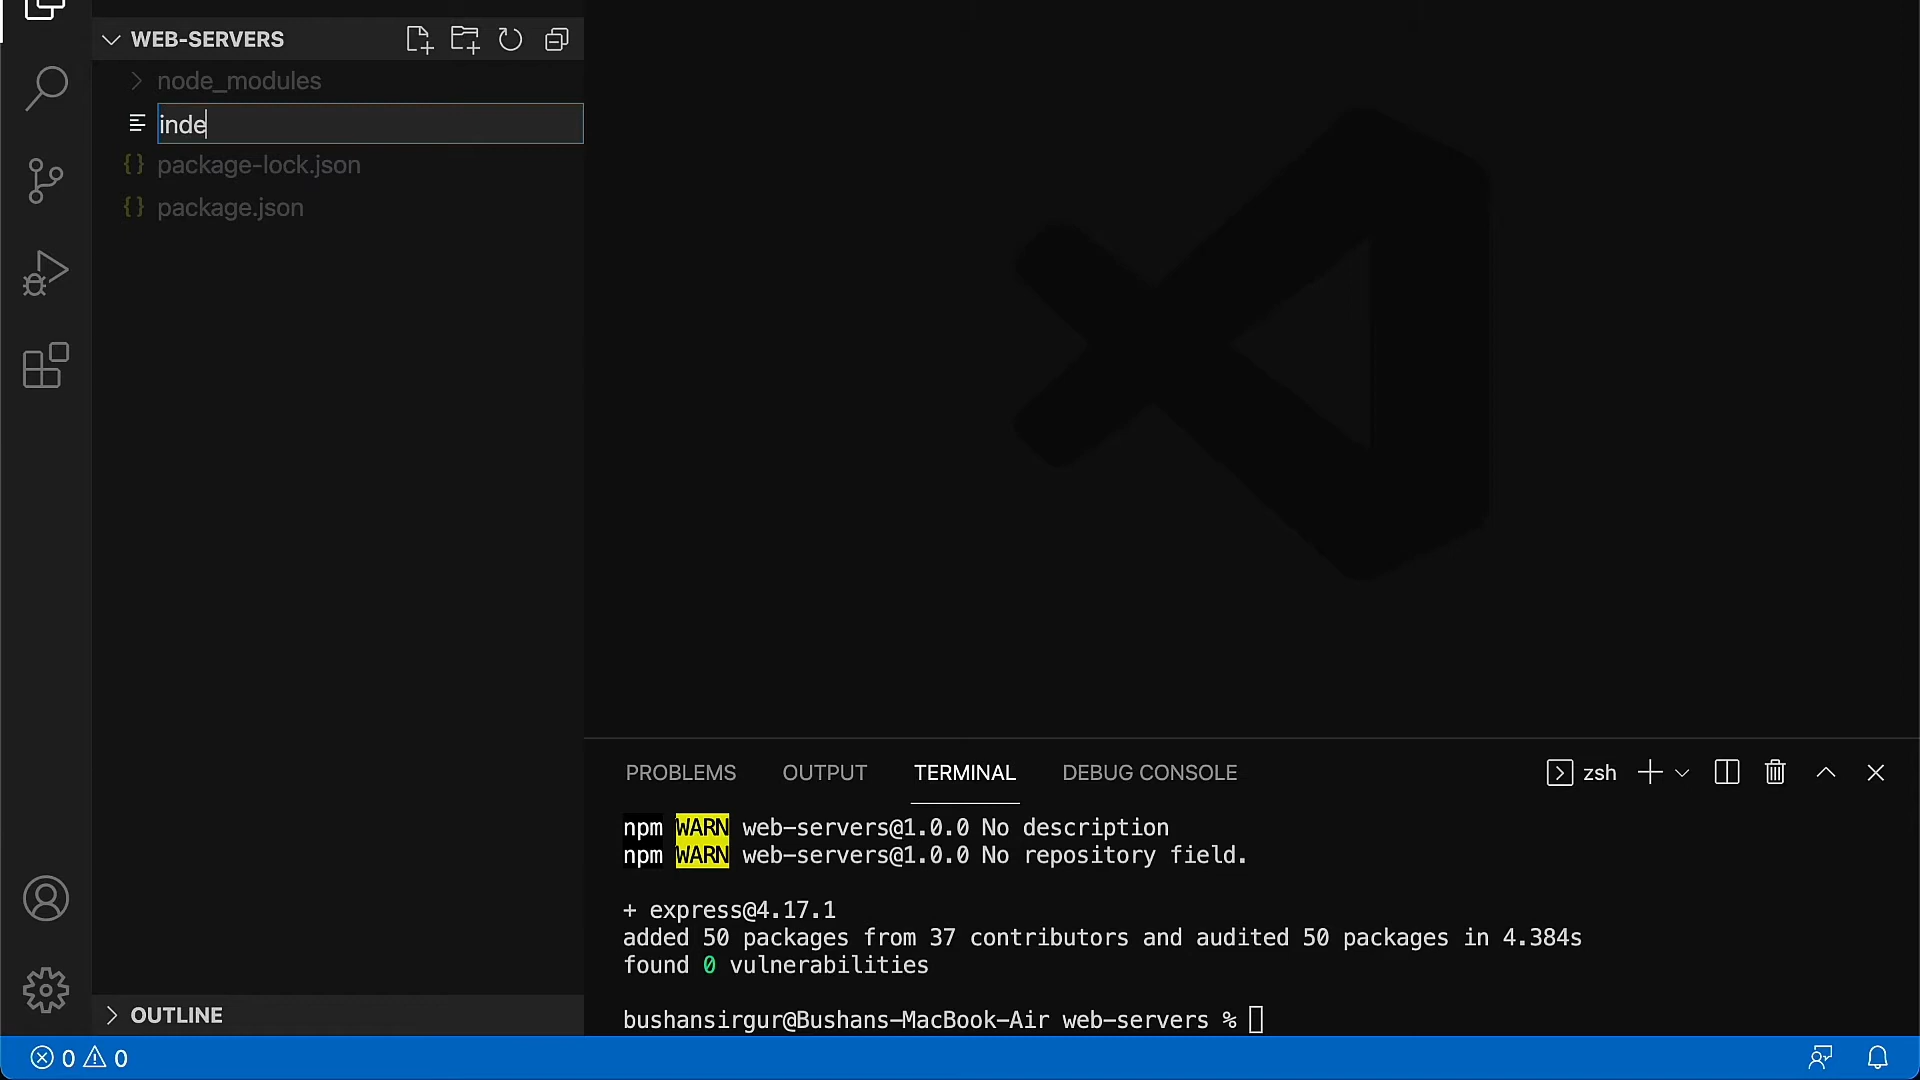 WEB-SERVERS
node_modules
inde
{} package-lock.json
{} package.json
OUTLINE
PROBLEMS OUTPUT TERMINAL DEBUG CONSOLE zsh
npm WARN web-servers@1.0.0 No description
npm WARN web-servers@1.0.0 No repository field.
+ express@4.17.1
added 50 packages from 37 contributors and audited 50 packages in 4.384s
found 0 vulnerabilities
bushansirgur@Bushans-MacBook-Air web-servers %
0 0